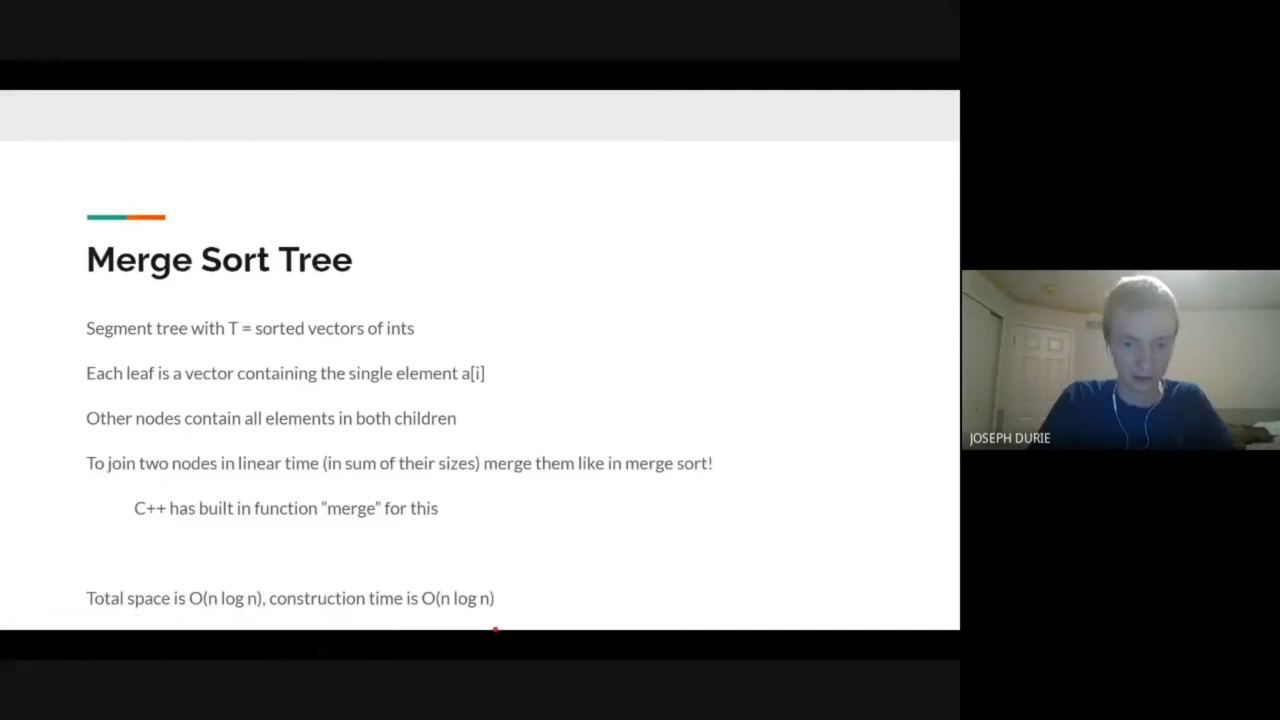 Merge Sort Tree
Segment tree with T = sorted vectors of ints
Each leaf is a vector containing the single element a[i]
Other nodes contain all elements in both children
To join two nodes in linear time (in sum of their sizes) merge them like in merge sort!
C++ has built in function ”merge” for this
Total space is O(n log n), construction time is O(n log n)
JOSEPH DURIE